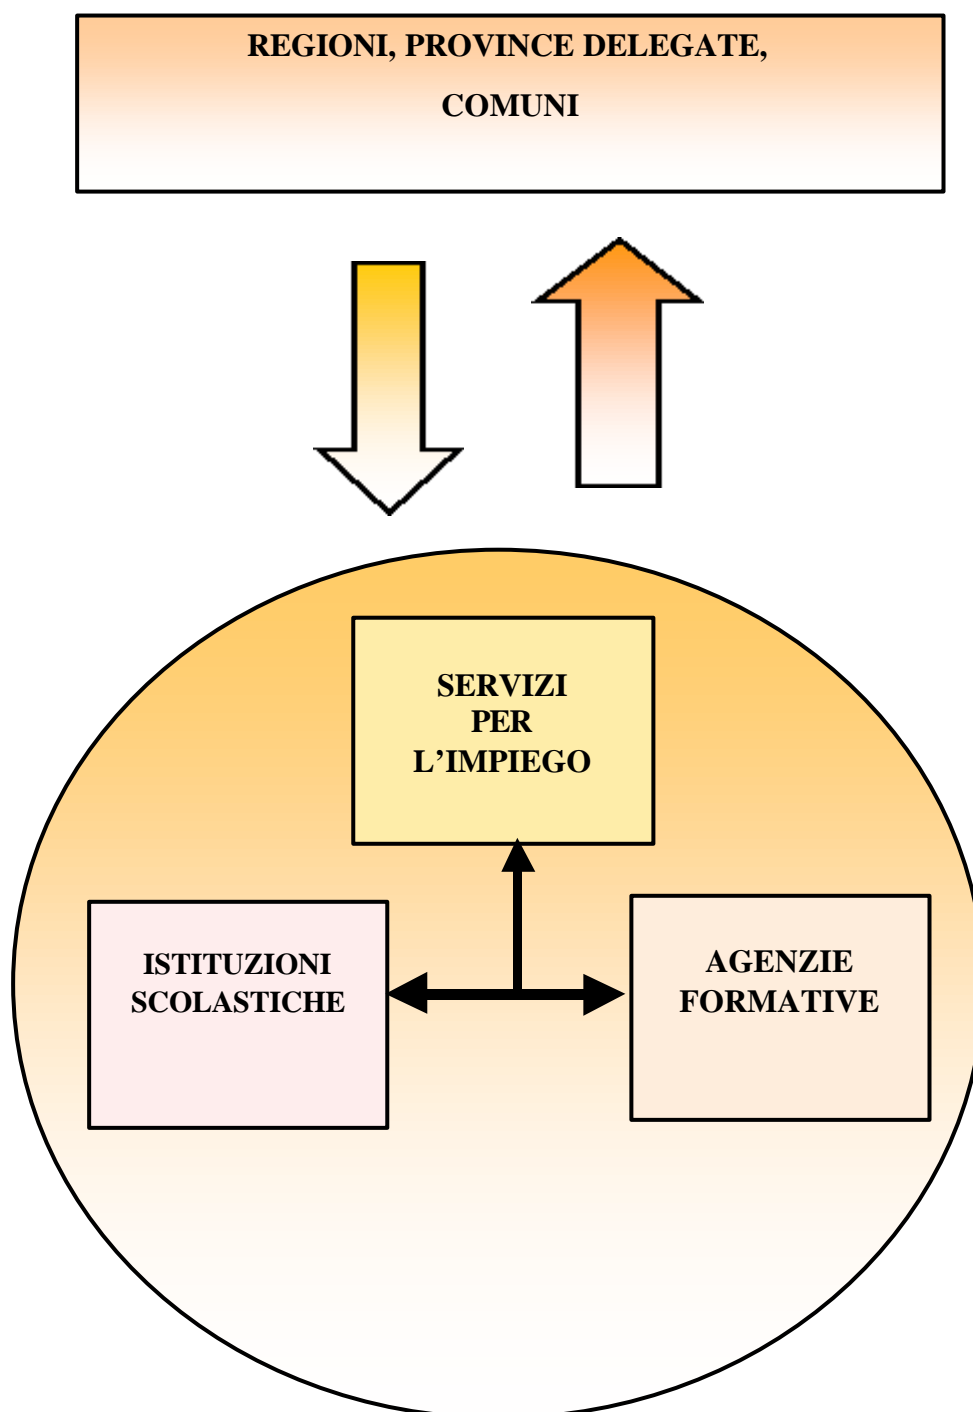 REGIONI, PROVINCE DELEGATE,
COMUNI
SERVIZI
PER
L’IMPIEGO
ISTITUZIONI
SCOLASTICHE
AGENZIE
FORMATIVE